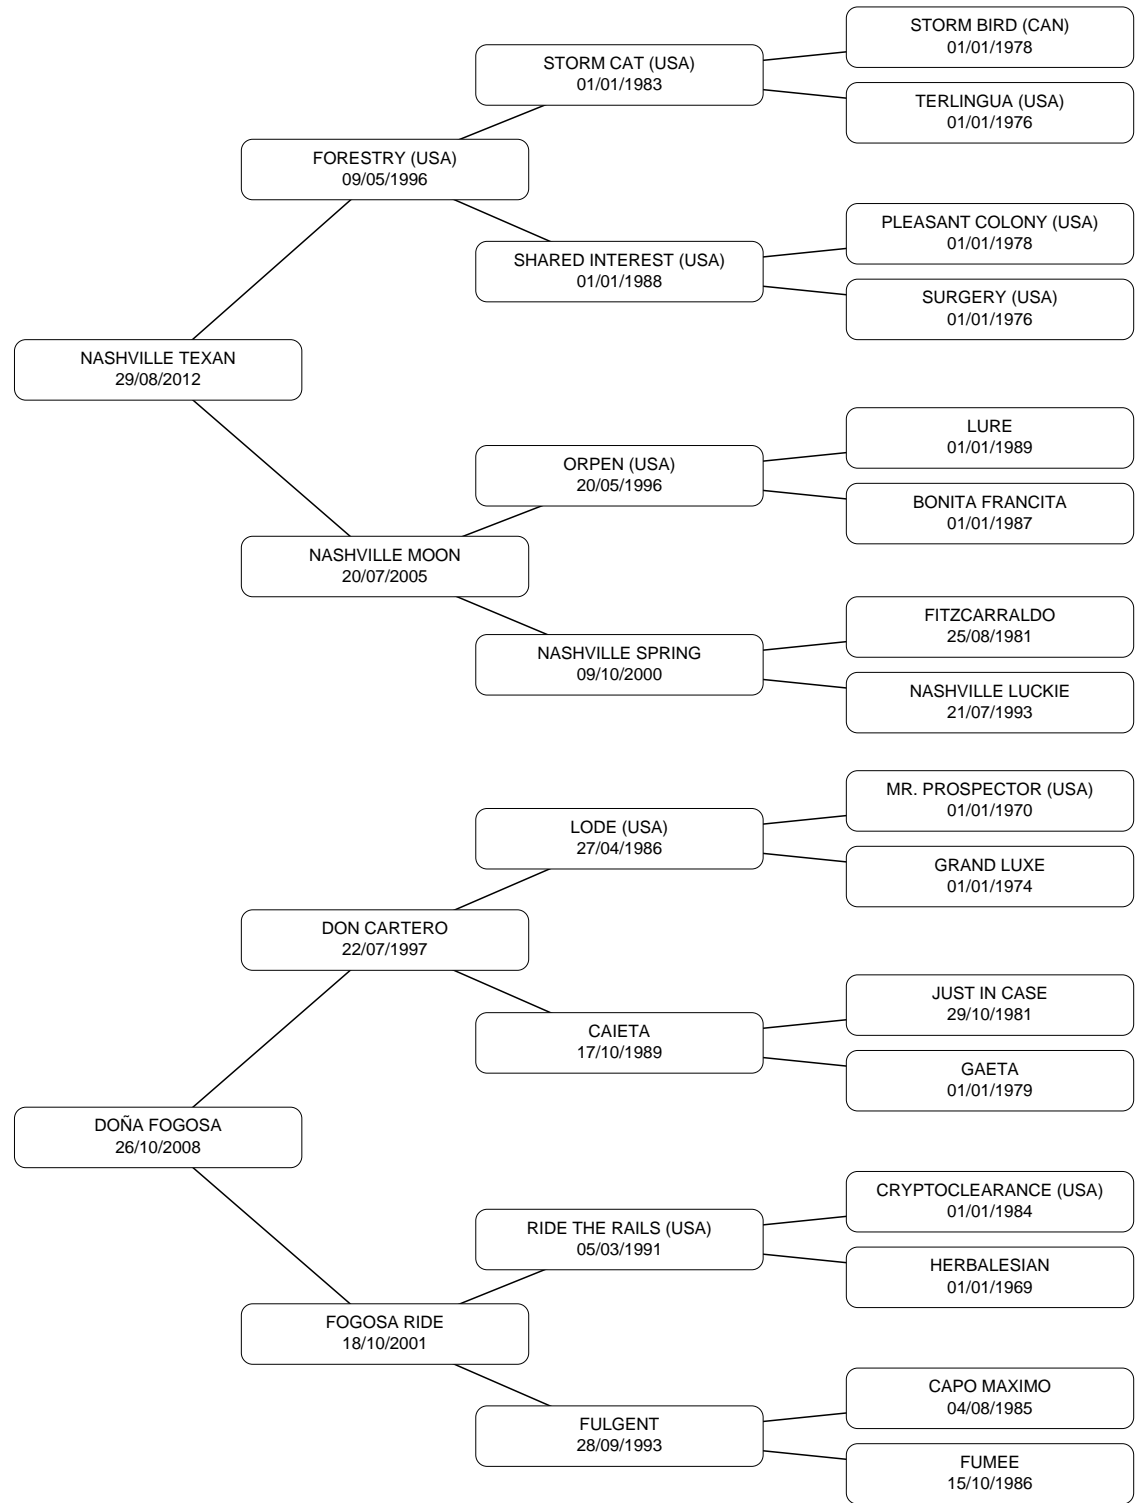 STORM BIRD (CAN)
01/01/1978
STORM CAT (USA)
01/01/1983
TERLINGUA (USA)
01/01/1976
FORESTRY (USA)
09/05/1996
PLEASANT COLONY (USA)
01/01/1978
SHARED INTEREST (USA)
01/01/1988
SURGERY (USA)
01/01/1976
NASHVILLE TEXAN
29/08/2012
LURE
01/01/1989
ORPEN (USA)
20/05/1996
BONITA FRANCITA
01/01/1987
NASHVILLE MOON
20/07/2005
FITZCARRALDO
25/08/1981
NASHVILLE SPRING
09/10/2000
NASHVILLE LUCKIE
21/07/1993
MR. PROSPECTOR (USA)
01/01/1970
LODE (USA)
27/04/1986
GRAND LUXE
01/01/1974
DON CARTERO
22/07/1997
JUST IN CASE
29/10/1981
CAIETA
17/10/1989
GAETA
01/01/1979
DOÑA FOGOSA
26/10/2008
CRYPTOCLEARANCE (USA)
01/01/1984
RIDE THE RAILS (USA)
05/03/1991
HERBALESIAN
01/01/1969
FOGOSA RIDE
18/10/2001
CAPO MAXIMO
04/08/1985
FULGENT
28/09/1993
FUMEE
15/10/1986